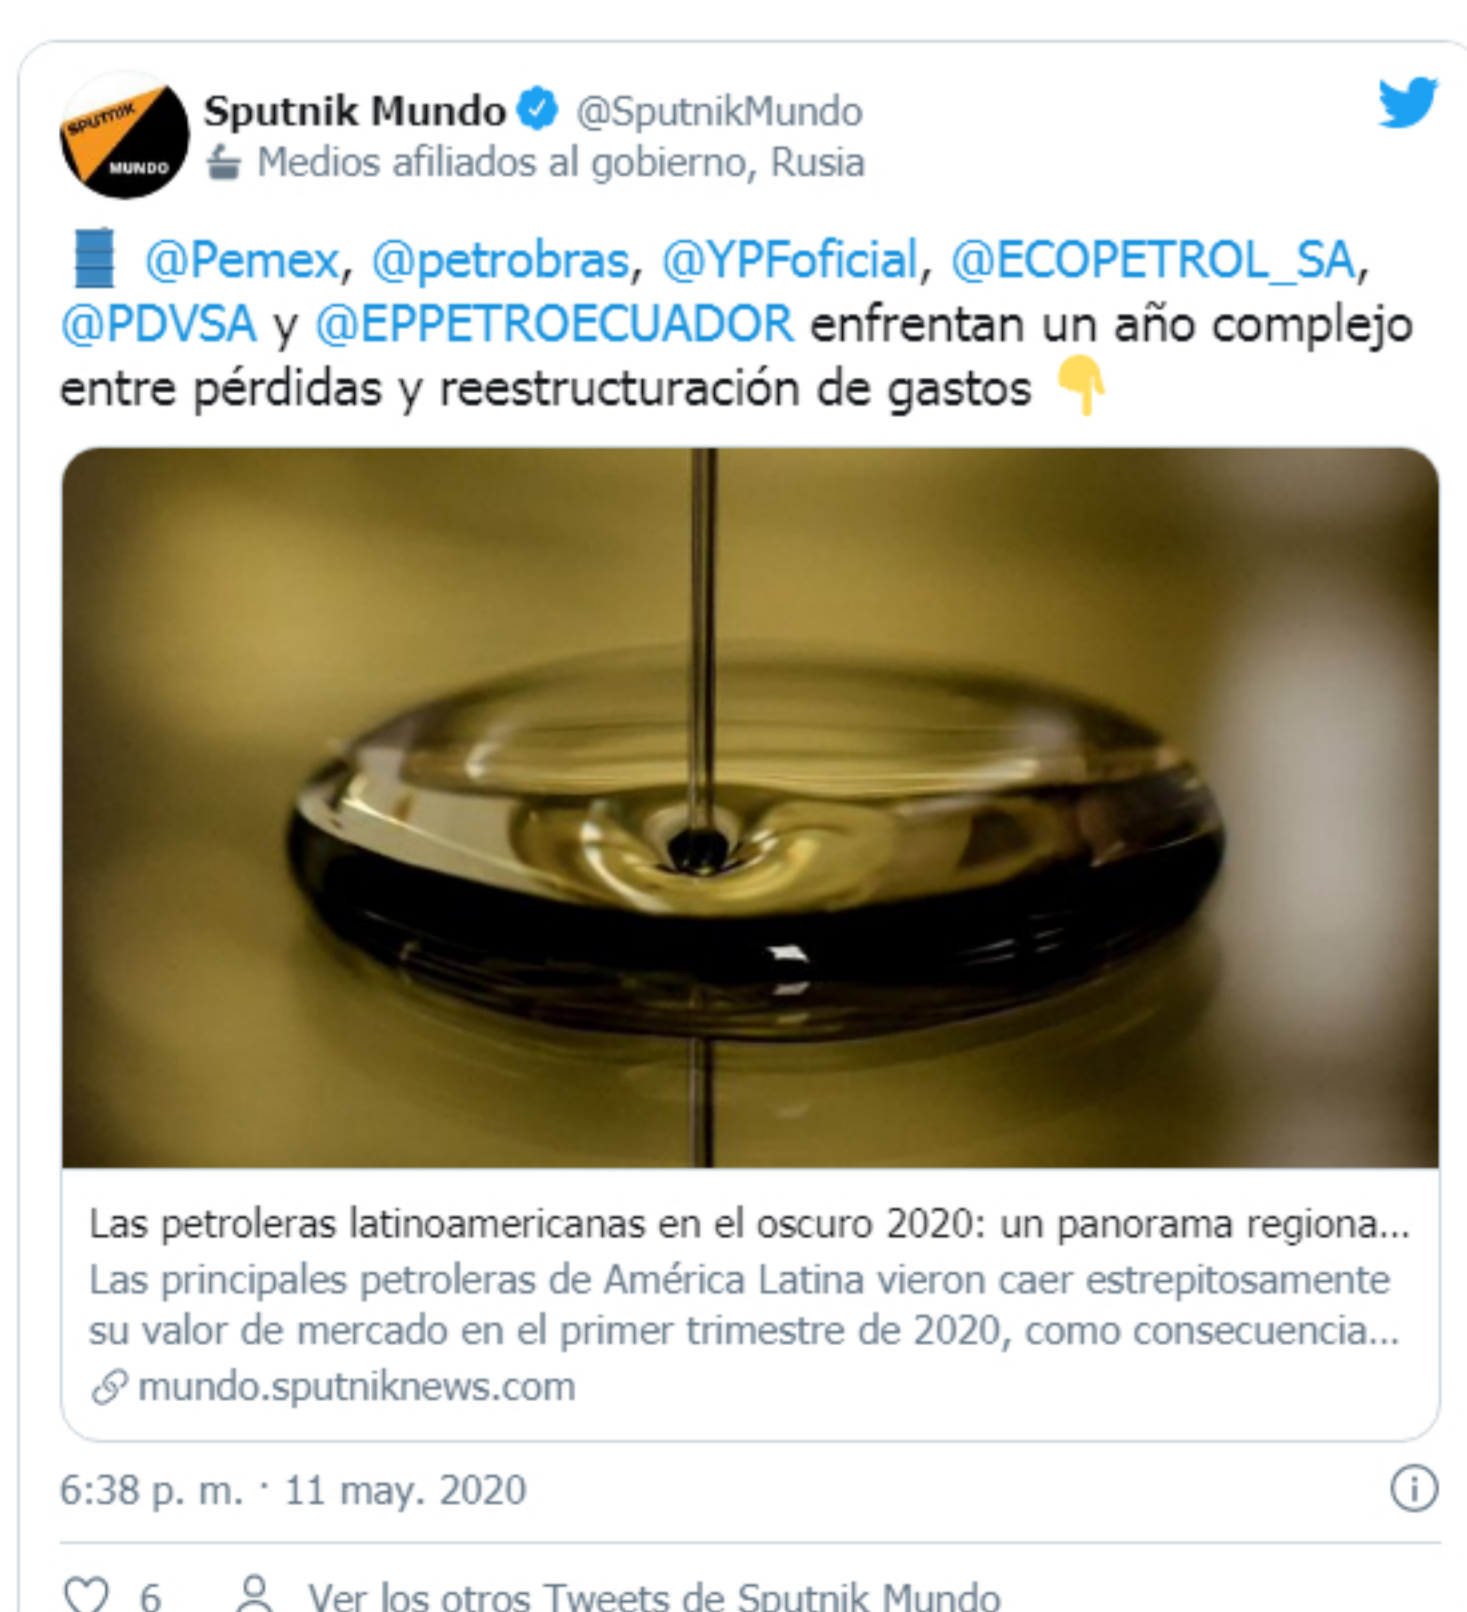 SPUTNIK
MUNDO
Sputnik Mundo @SputnikMundo
Medios afiliados al gobierno, Rusia
@Pemex, @petrobras, @YPFoficial, @ECOPETROL_SA,
@PDVSA y @EPPETROECUADOR enfrentan un año complejo
entre pérdidas y reestructuración de gastos
Las petroleras latinoamericanas en el oscuro 2020: un panorama regiona...
Las principales petroleras de América Latina vieron caer estrepitosamente
su valor de mercado en el primer trimestre de 2020, como consecuencia...
mundo.sputniknews.com
6:38 p. m. · 11 may. 2020
6 Ver los otros Tweets de Sputnik Mundo